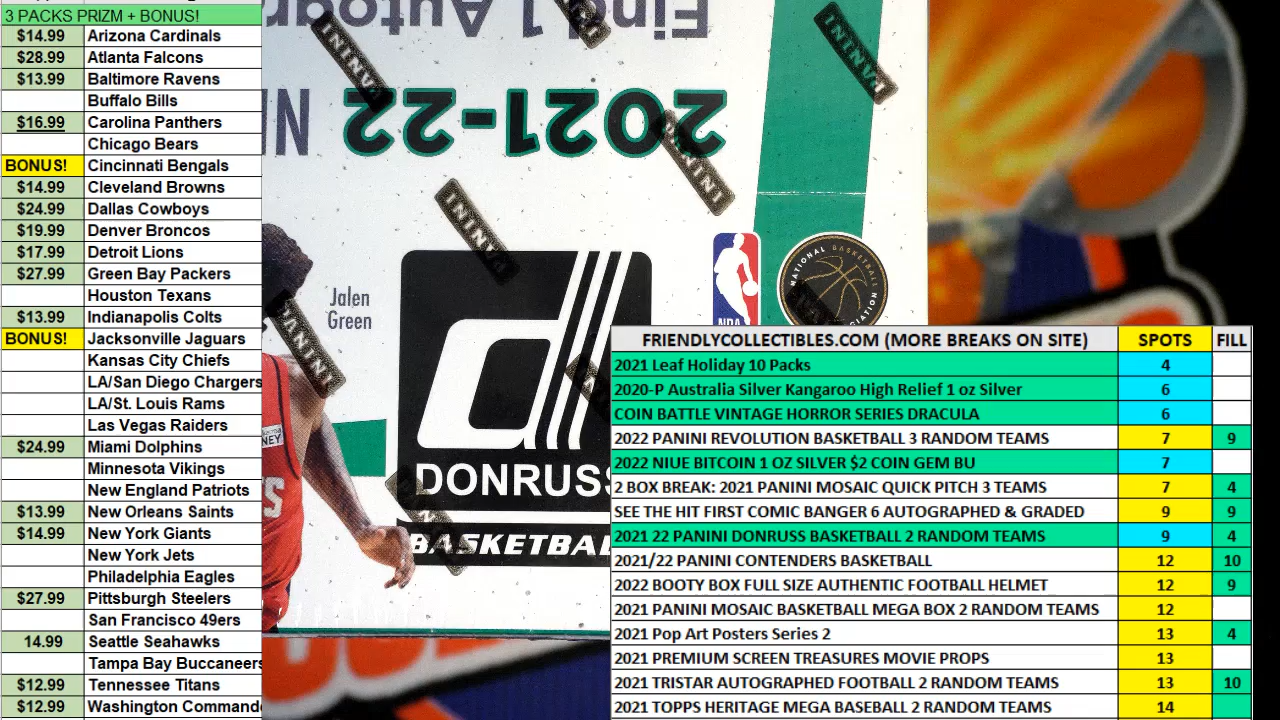 3 PACKS PRIZM + BONUS!
$14.99 Arizona Cardinals
$28.99 Atlanta Falcons
$13.99 Baltimore Ravens
Buffalo Bills
$16.99 Carolina Panthers
Chicago Bears
BONUS! Cincinnati Bengals
$14.99 Cleveland Browns
$24.99 Dallas Cowboys
$19.99 Denver Broncos
$17.99 Detroit Lions
$27.99 Green Bay Packers
Houston Texans
$13.99 Indianapolis Colts
BONUS! Jacksonville Jaguars
Kansas City Chiefs
LA/San Diego Chargers
LA/St. Louis Rams
Las Vegas Raiders
$24.99 Miami Dolphins
Minnesota Vikings
New England Patriots
$13.99 New Orleans Saints
$14.99 New York Giants
New York Jets
Philadelphia Eagles
$27.99 Pittsburgh Steelers
San Francisco 49ers
14.99 Seattle Seahawks
Tampa Bay Buccaneers
$12.99 Tennessee Titans
$12.99 Washington Command
Find 1 Autogr
2021-22
PANINI
PANINI
PANINI
PANINI
PANINI
Jalen
Green
NBA
NATIONAL BASKETBALL
DONRUSS
BASKETBAL
FRIENDLYCOLLECTIBLES.COM (MORE BREAKS ON SITE) SPOTS FILL
2021 Leaf Holiday 10 Packs 4
2020-P Australia Silver Kangaroo High Relief 1 oz Silver 6
COIN BATTLE VINTAGE HORROR SERIES DRACULA 6
2022 PANINI REVOLUTION BASKETBALL 3 RANDOM TEAMS 7 9
2022 NIUE BITCOIN 1 OZ SILVER $2 COIN GEM BU 7
2 BOX BREAK: 2021 PANINI MOSAIC QUICK PITCH 3 TEAMS 7 4
SEE THE HIT FIRST COMIC BANGER 6 AUTOGRAPHED & GRADED 9 9
2021 22 PANINI DONRUSS BASKETBALL 2 RANDOM TEAMS 9 4
2021/22 PANINI CONTENDERS BASKETBALL 12 10
2022 BOOTY BOX FULL SIZE AUTHENTIC FOOTBALL HELMET 12 9
2021 PANINI MOSAIC BASKETBALL MEGA BOX 2 RANDOM TEAMS 12
2021 Pop Art Posters Series 2 13 4
2021 PREMIUM SCREEN TREASURES MOVIE PROPS 13
2021 TRISTAR AUTOGRAPHED FOOTBALL 2 RANDOM TEAMS 13 10
2021 TOPPS HERITAGE MEGA BASEBALL 2 RANDOM TEAMS 14